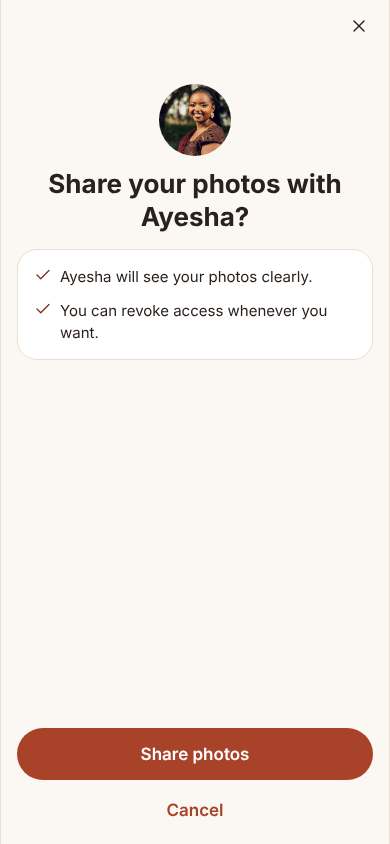 Share your photos with
Ayesha?
Ayesha will see your photos clearly.
You can revoke access whenever you
want.
Share photos
Cancel